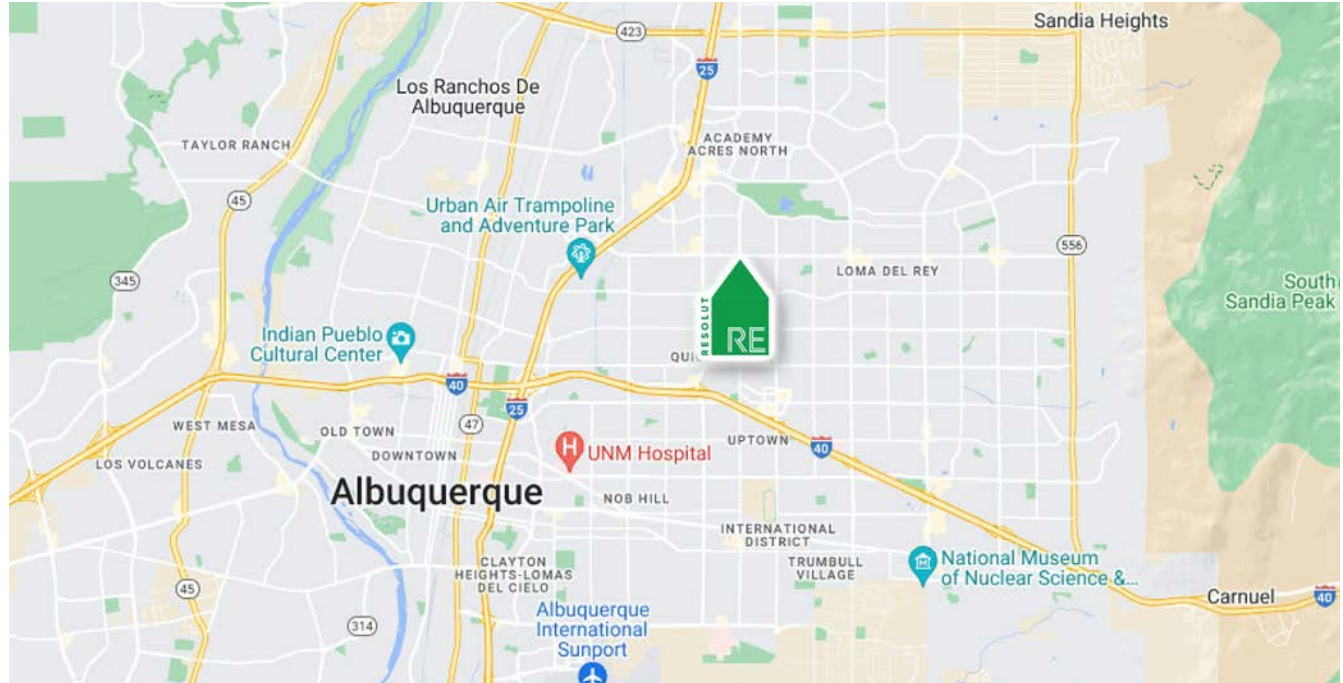 Sandia Heights
423
25
Los Ranchos De
Albuquerque
ACADEMY
ACRES NORTH
TAYLOR RANCH
45
Urban Air Trampoline
and Adventure Park
556
LOMA DEL REY
345
South
Sandia Peak
RESOLUT
RE
Indian Pueblo
Cultural Center
QUI
40
25
47
WEST MESA
OLD TOWN
DOWNTOWN
UPTOWN
40
LOS VOLCANES
UNM Hospital
Albuquerque
NOB HILL
INTERNATIONAL
DISTRICT
TRUMBULL
VILLAGE
National Museum
of Nuclear Science &...
CLAYTON
HEIGHTS-LOMAS
DEL CIELO
45
Carnuel
40
314
Albuquerque
International
Sunport